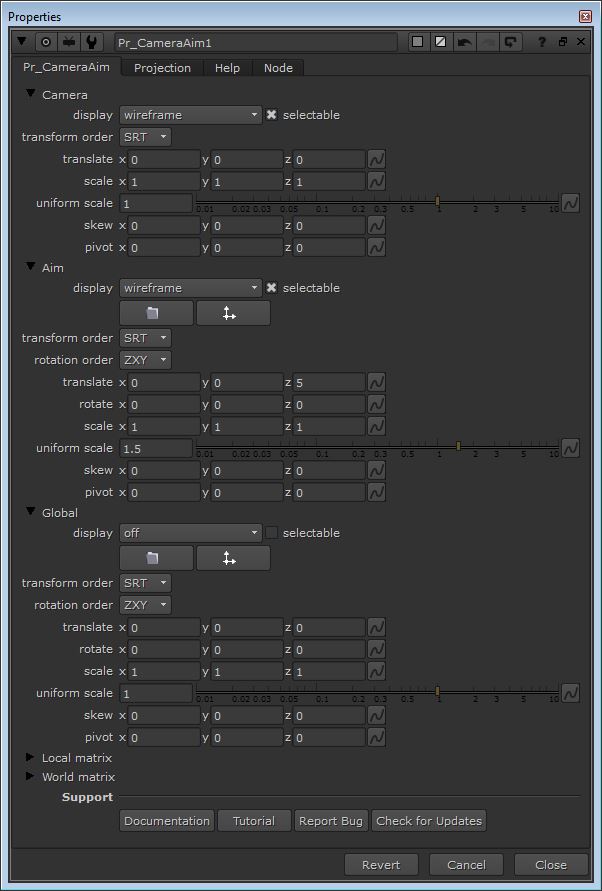 Properties
Pr_CameraAim1 ?
Pr_CameraAim Projection Help Node
Camera
display wireframe selectable
transform order SRT
translate x 0 y 0 z 0
scale x 1 y 1 z 1
uniform scale 1 0.01 0.02 0.03 0.05 0.1 0.2 0.3 0.5 1 2 3 5 10
skew x 0 y 0 z 0
pivot x 0 y 0 z 0
Aim
display wireframe selectable
transform order SRT
rotation order ZXY
translate x 0 y 0 z 5
rotate x 0 y 0 z 0
scale x 1 y 1 z 1
uniform scale 1.5 0.01 0.02 0.03 0.05 0.1 0.2 0.3 0.5 1 2 3 5 10
skew x 0 y 0 z 0
pivot x 0 y 0 z 0
Global
display off selectable
transform order SRT
rotation order ZXY
translate x 0 y 0 z 0
rotate x 0 y 0 z 0
scale x 1 y 1 z 1
uniform scale 1 0.01 0.02 0.03 0.05 0.1 0.2 0.3 0.5 1 2 3 5 10
skew x 0 y 0 z 0
pivot x 0 y 0 z 0
Local matrix
World matrix
Support
Documentation Tutorial Report Bug Check for Updates
Revert Cancel Close